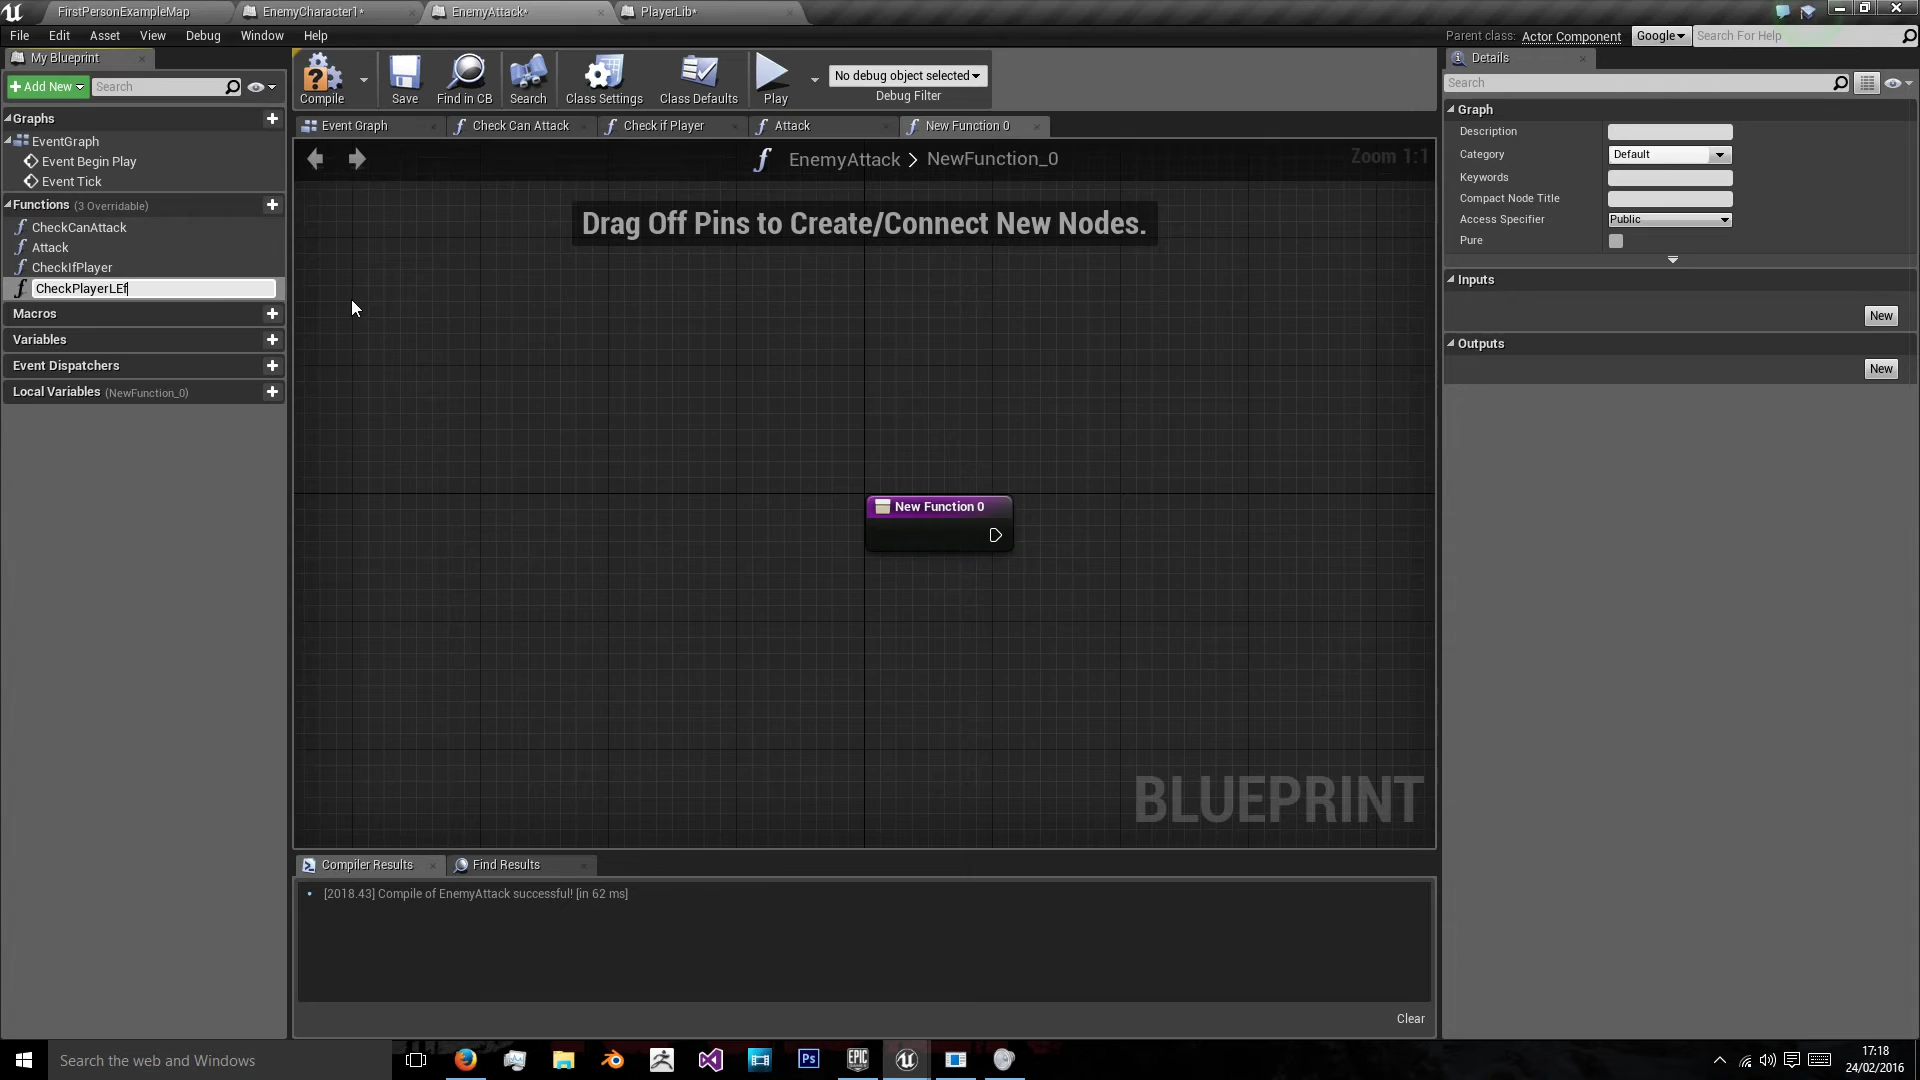 FirstPersonExampleMap
EnemyCharacter1*
EnemyAttack*
PlayerLib*
File Edit Asset View Debug Window Help
Parent class: Actor Component Google Search For Help
My Blueprint
Add New Search
Graphs
EventGraph
Event Begin Play
Event Tick
Functions (3 Overridable)
CheckCanAttack
Attack
CheckIfPlayer
CheckPlayerLEf
Macros
Variables
Event Dispatchers
Local Variables (NewFunction_0)
Compile Save Find in CB Search Class Settings Class Defaults Play
No debug object selected
Debug Filter
Event Graph Check Can Attack Check if Player Attack New Function 0
EnemyAttack > NewFunction_0
Zoom 1:1
Drag Off Pins to Create/Connect New Nodes.
New Function 0
BLUEPRINT
Compiler Results Find Results
[2018.43] Compile of EnemyAttack successful! [in 62 ms]
Clear
Details
Search
Graph
Description
Category Default
Keywords
Compact Node Title
Access Specifier Public
Pure
Inputs
New
Outputs
New
Search the web and Windows
Ps
EPIC
17:18
24/02/2016